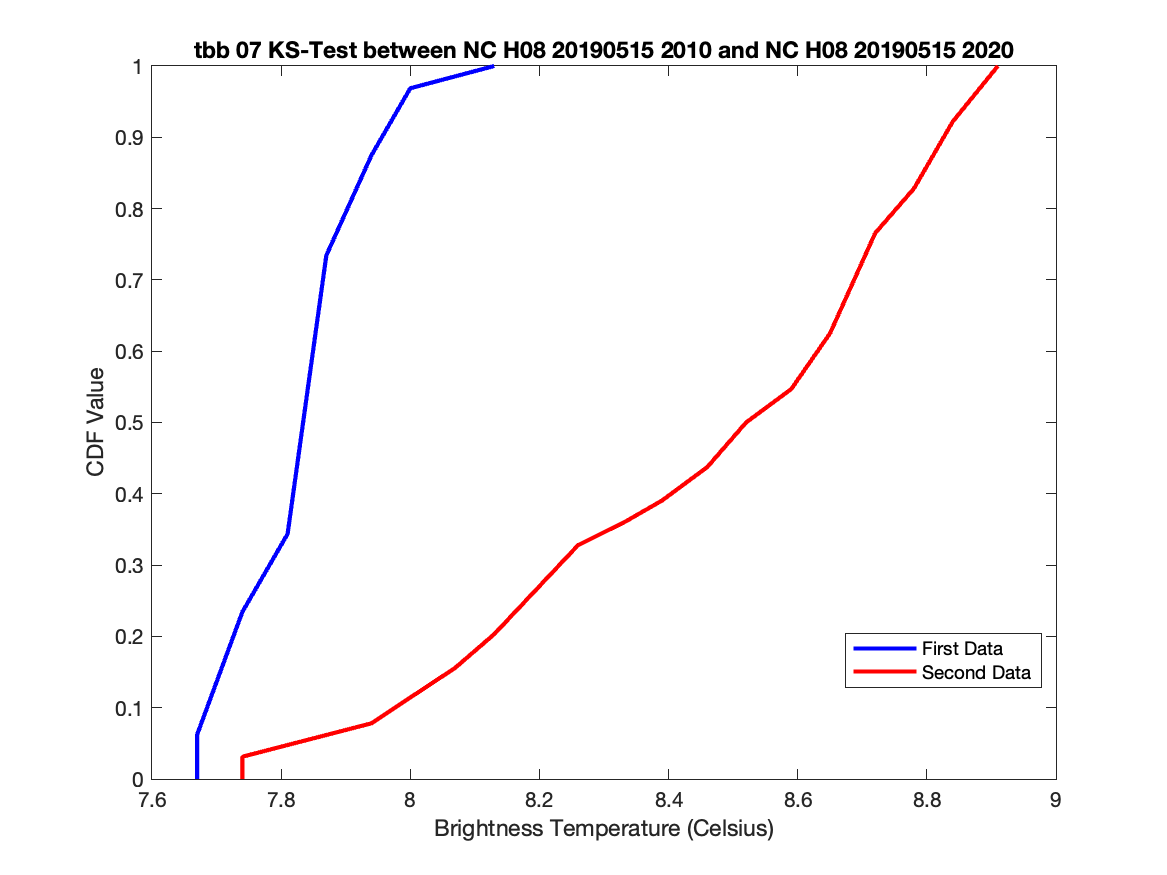 tbb 07 KS-Test between NC H08 20190515 2010 and NC H08 20190515 2020
1
0.9
0.8
0.7
0.6
0.5
0.4
0.3
0.2
0.1
0
CDF Value
First Data
Second Data
7.6 7.8 8 8.2 8.4 8.6 8.8 9
Brightness Temperature (Celsius)